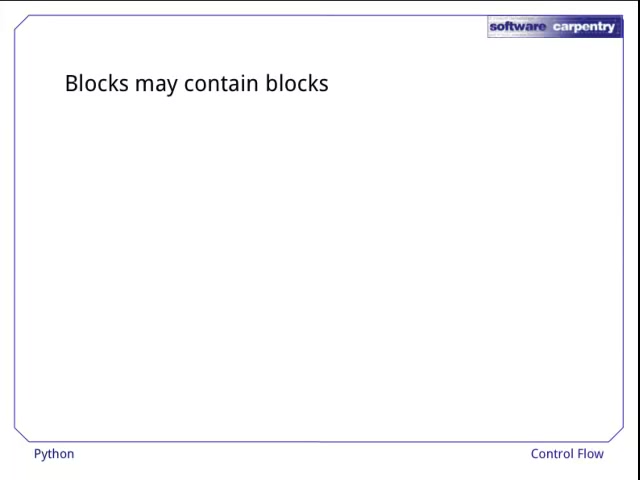 software carpentry
Blocks may contain blocks
Python
Control Flow